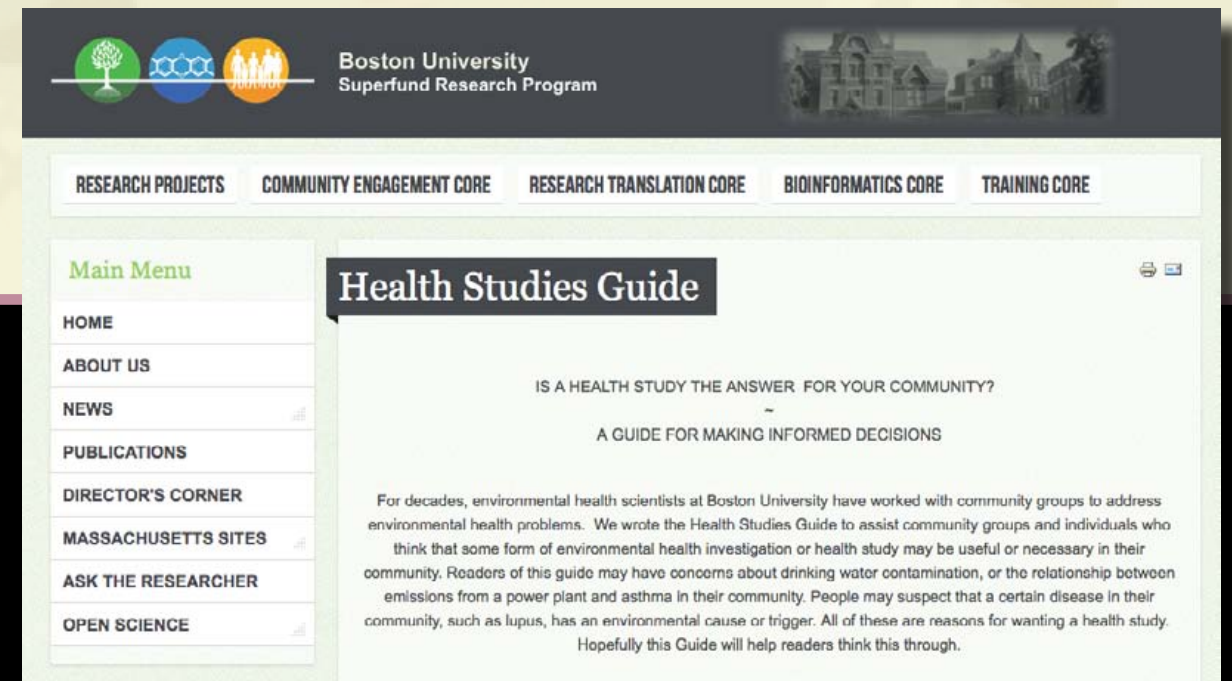 Boston University
Superfund Research Program
RESEARCH PROJECTS COMMUNITY ENGAGEMENT CORE RESEARCH TRANSLATION CORE BIOINFORMATICS CORE TRAINING CORE
Main Menu
HOME
ABOUT US
NEWS
PUBLICATIONS
DIRECTOR'S CORNER
MASSACHUSETTS SITES
ASK THE RESEARCHER
OPEN SCIENCE
Health Studies Guide
IS A HEALTH STUDY THE ANSWER FOR YOUR COMMUNITY?
~
A GUIDE FOR MAKING INFORMED DECISIONS
For decades, environmental health scientists at Boston University have worked with community groups to address
environmental health problems. We wrote the Health Studies Guide to assist community groups and individuals who
think that some form of environmental health investigation or health study may be useful or necessary in their
community. Readers of this guide may have concerns about drinking water contamination, or the relationship between
emissions from a power plant and asthma in their community. People may suspect that a certain disease in their
community, such as lupus, has an environmental cause or trigger. All of these are reasons for wanting a health study.
Hopefully this Guide will help readers think this through.